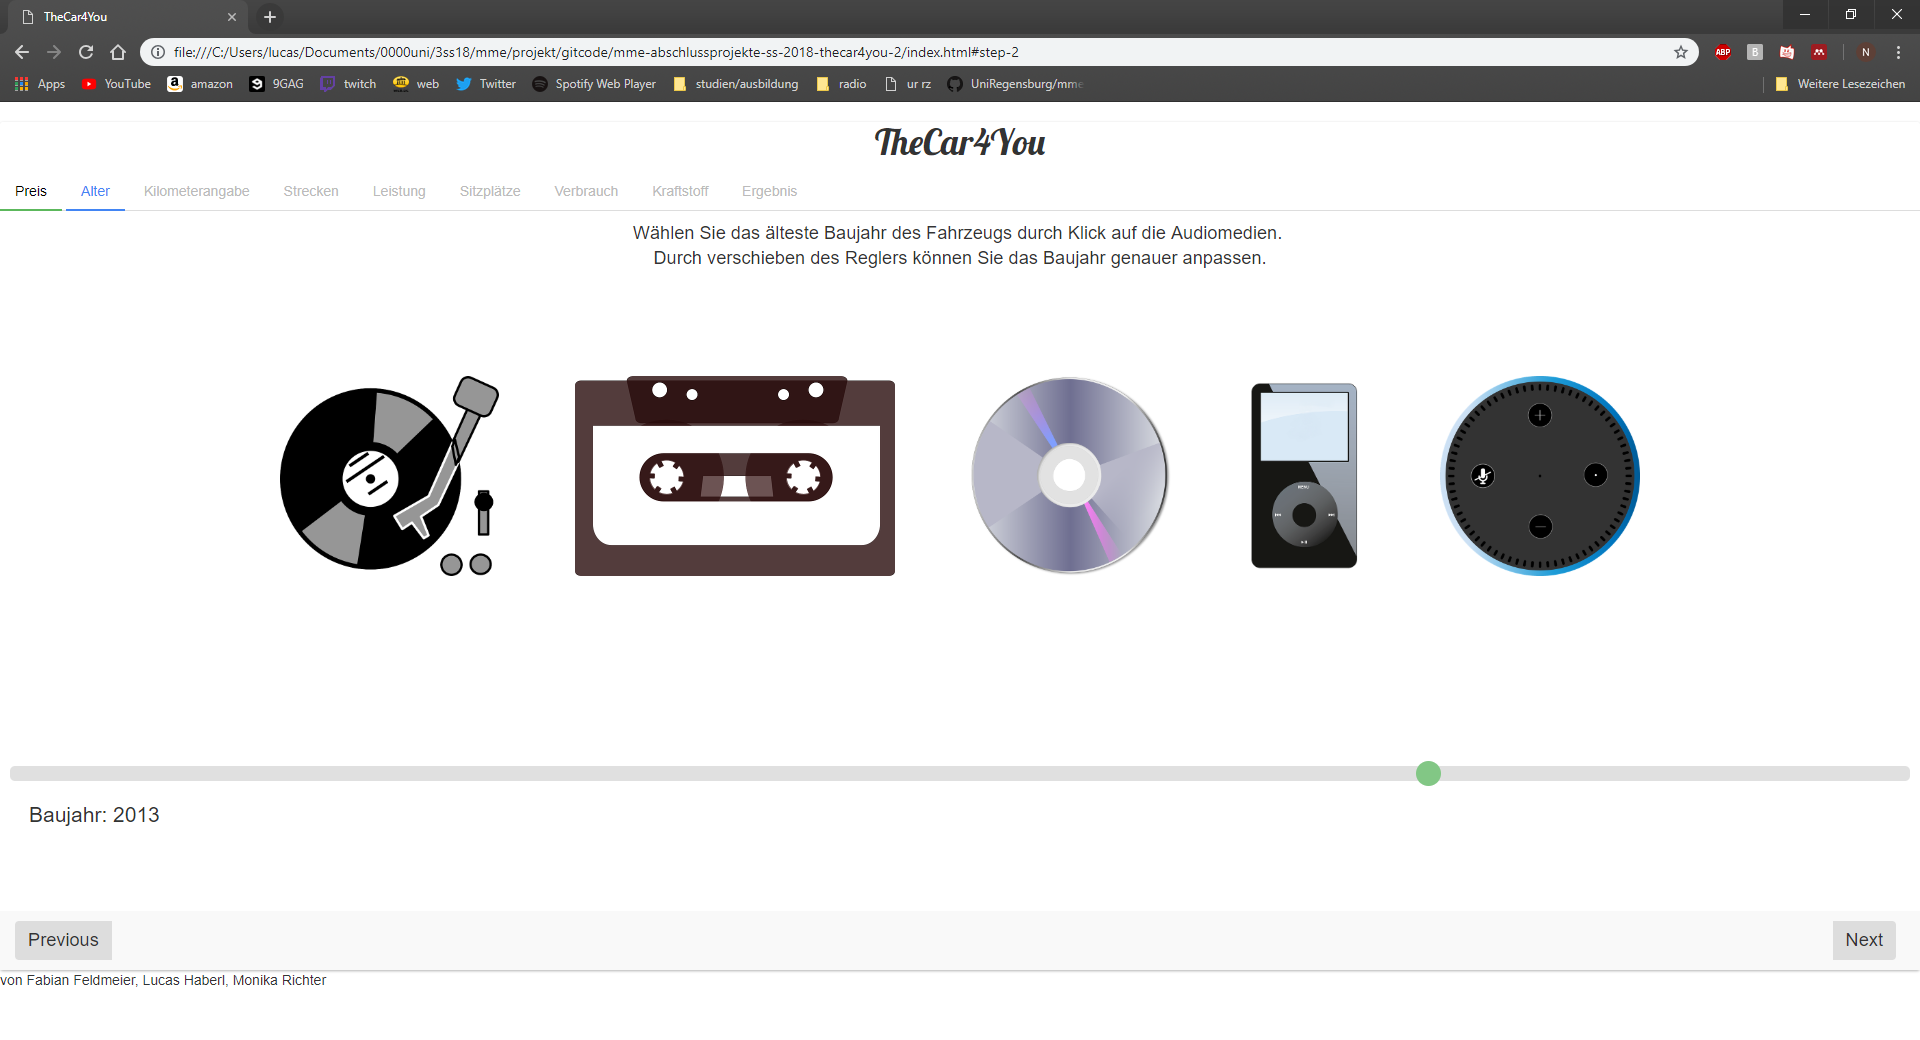 TheCar4You
file:///C:/Users/lucas/Documents/0000uni/3ss18/mme/projekt/gitcode/mme-abschlussprojekte-ss-2018-thecar4you-2/index.html#step-2
ABP B N
Apps YouTube amazon 9GAG twitch web Twitter Spotify Web Player studien/ausbildung radio ur rz UniRegensburg/mme Weitere Lesezeichen
TheCar4You
Preis Alter Kilometerangabe Strecken Leistung Sitzplätze Verbrauch Kraftstoff Ergebnis
Wählen Sie das älteste Baujahr des Fahrzeugs durch Klick auf die Audiomedien.
Durch verschieben des Reglers können Sie das Baujahr genauer anpassen.
MENU
Baujahr: 2013
Previous Next
von Fabian Feldmeier, Lucas Haberl, Monika Richter